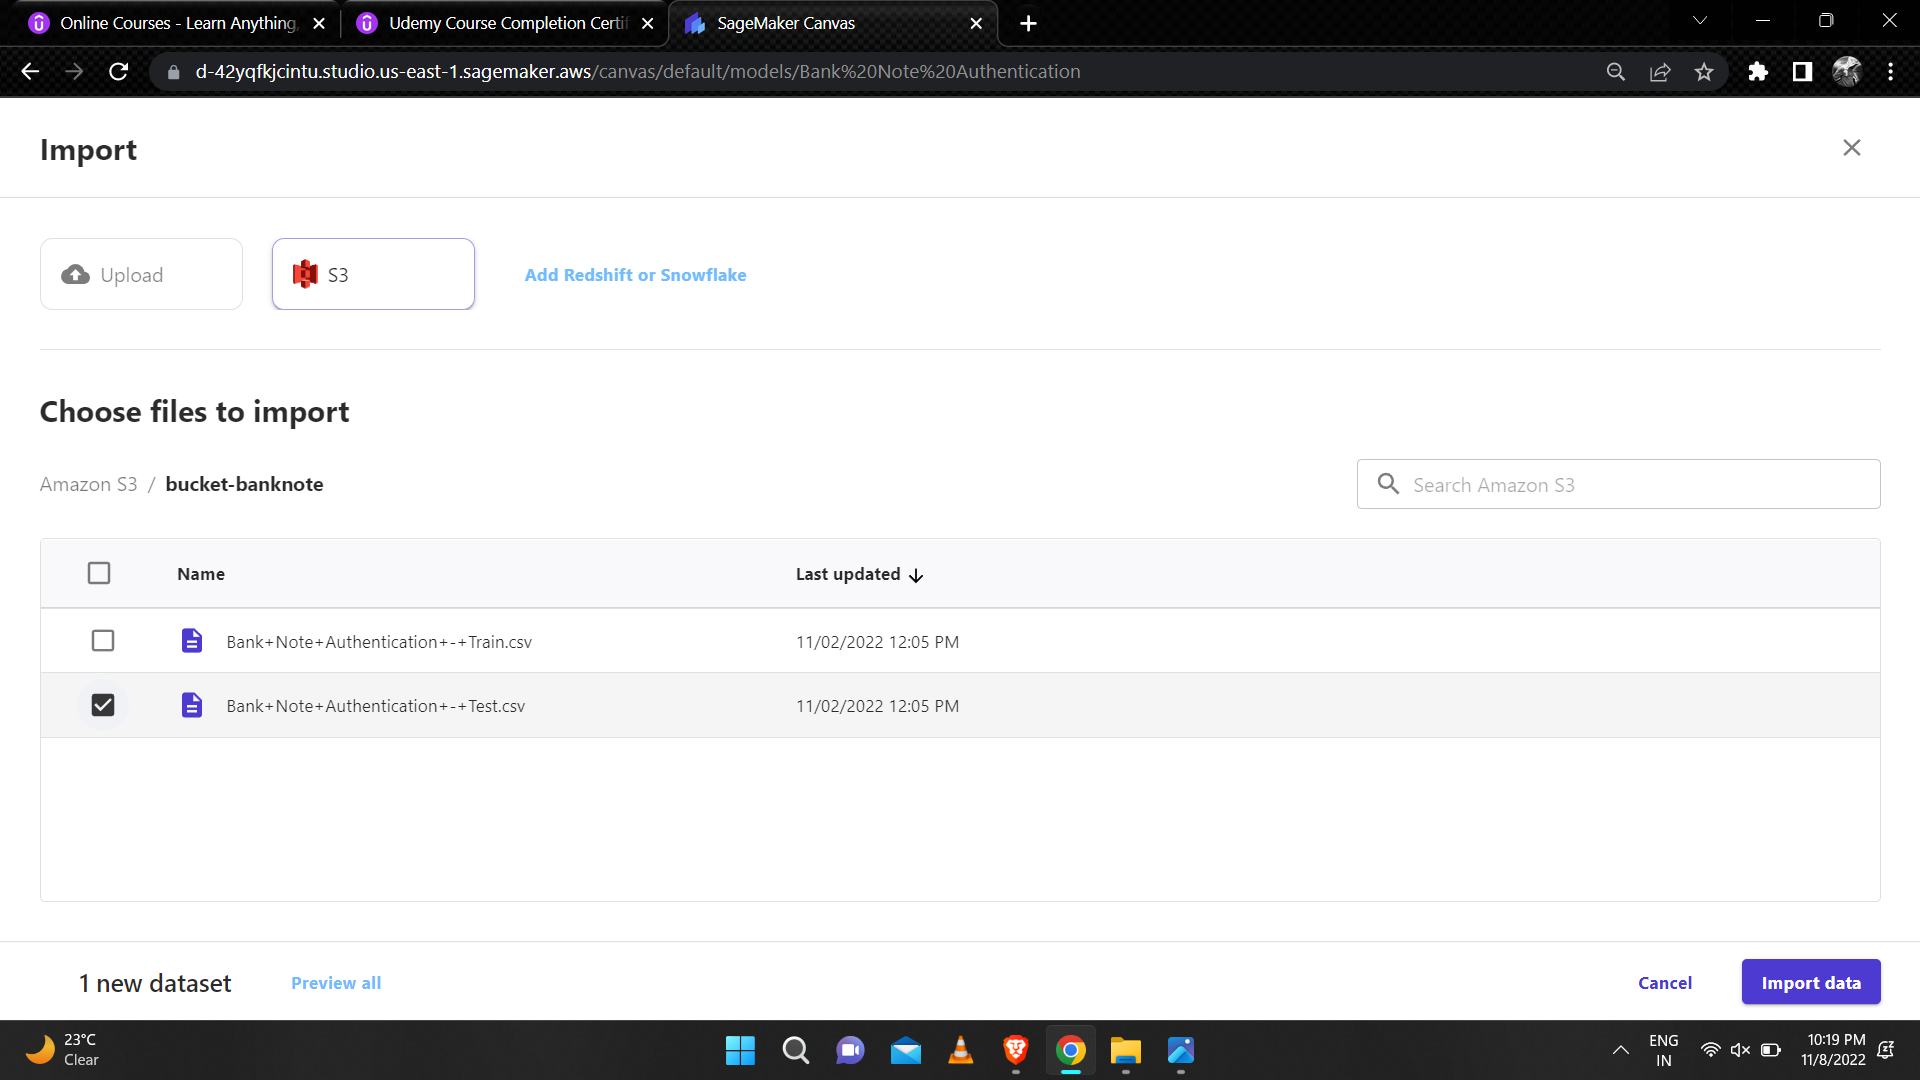 Online Courses - Learn Anything,
Udemy Course Completion Certif
SageMaker Canvas
d-42yqfkjcintu.studio.us-east-1.sagemaker.aws/canvas/default/models/Bank%20Note%20Authentication
Import
Upload
S3
Add Redshift or Snowflake
Choose files to import
Amazon S3 / bucket-banknote
Search Amazon S3
Name
Last updated
Bank+Note+Authentication+-+Train.csv
11/02/2022 12:05 PM
Bank+Note+Authentication+-+Test.csv
11/02/2022 12:05 PM
1 new dataset
Preview all
Cancel
Import data
23°C
Clear
ENG
IN
10:19 PM
11/8/2022